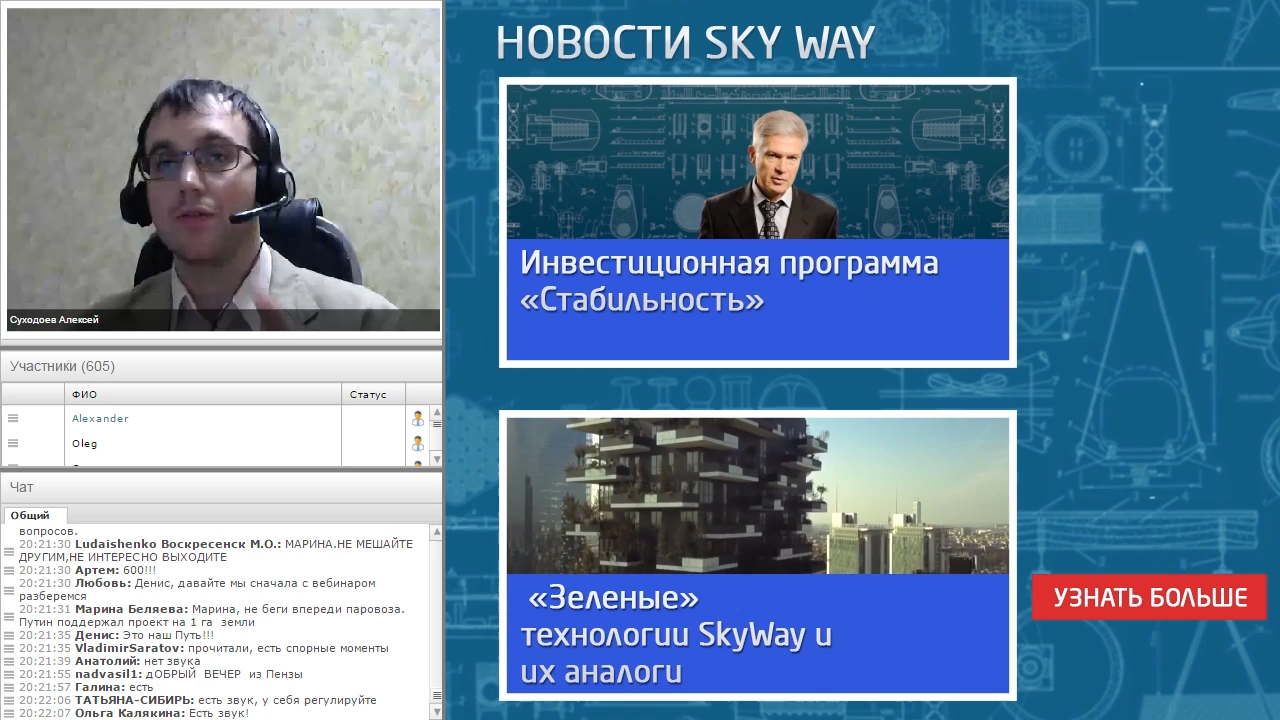 Суходоев Алексей
Участники (605)
ФИО
Статус
Alexander
Oleg
Чат
Общий
вопросов.
20:21:30 Ludaishenko Воскресенск М.О.: МАРИНА.НЕ МЕШАЙТЕ
ДРУГИМ,НЕ ИНТЕРЕСНО ВЫХОДИТЕ
20:21:30 Артем: 600!!!
20:21:30 Любовь: Денис, давайте мы сначала с вебинаром
разберемся
20:21:31 Марина Беляева: Марина, не беги впереди паровоза.
Путин поддержал проект на 1 га земли
20:21:35 Денис: Это наш Путь!!!
20:21:35 VladimirSaratov: прочитали, есть спорные моменты
20:21:39 Анатолий: нет звука
20:21:55 nadvasil1: дОБРЫЙ ВЕЧЕР из Пензы
20:21:57 Галина: есть
20:22:06 ТАТЬЯНА-СИБИРЬ: есть звук, у себя регулируйте
20:22:07 Ольга Калякина: Есть звук!
НОВОСТИ SKY WAY
Инвестиционная программа
«Стабильность»
«Зеленые»
технологии SkyWay и
их аналоги
УЗНАТЬ БОЛЬШЕ